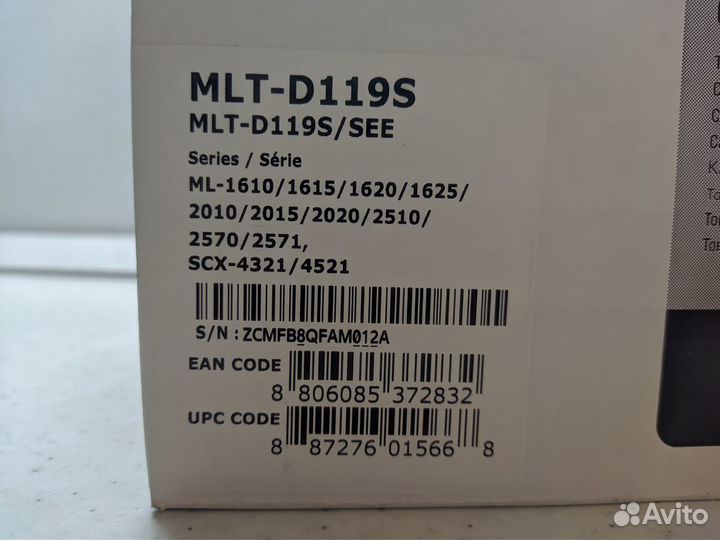 MLT-D119S
MLT-D119S/SEE
Series / Série
ML-1610/1615/1620/1625/
2010/2015/2020/2510/
2570/2571,
SCX-4321/4521
S/N : ZCMFB8QFAM012A
EAN CODE
8 806085 372832
UPC CODE
8 87276 01566 8
Avito